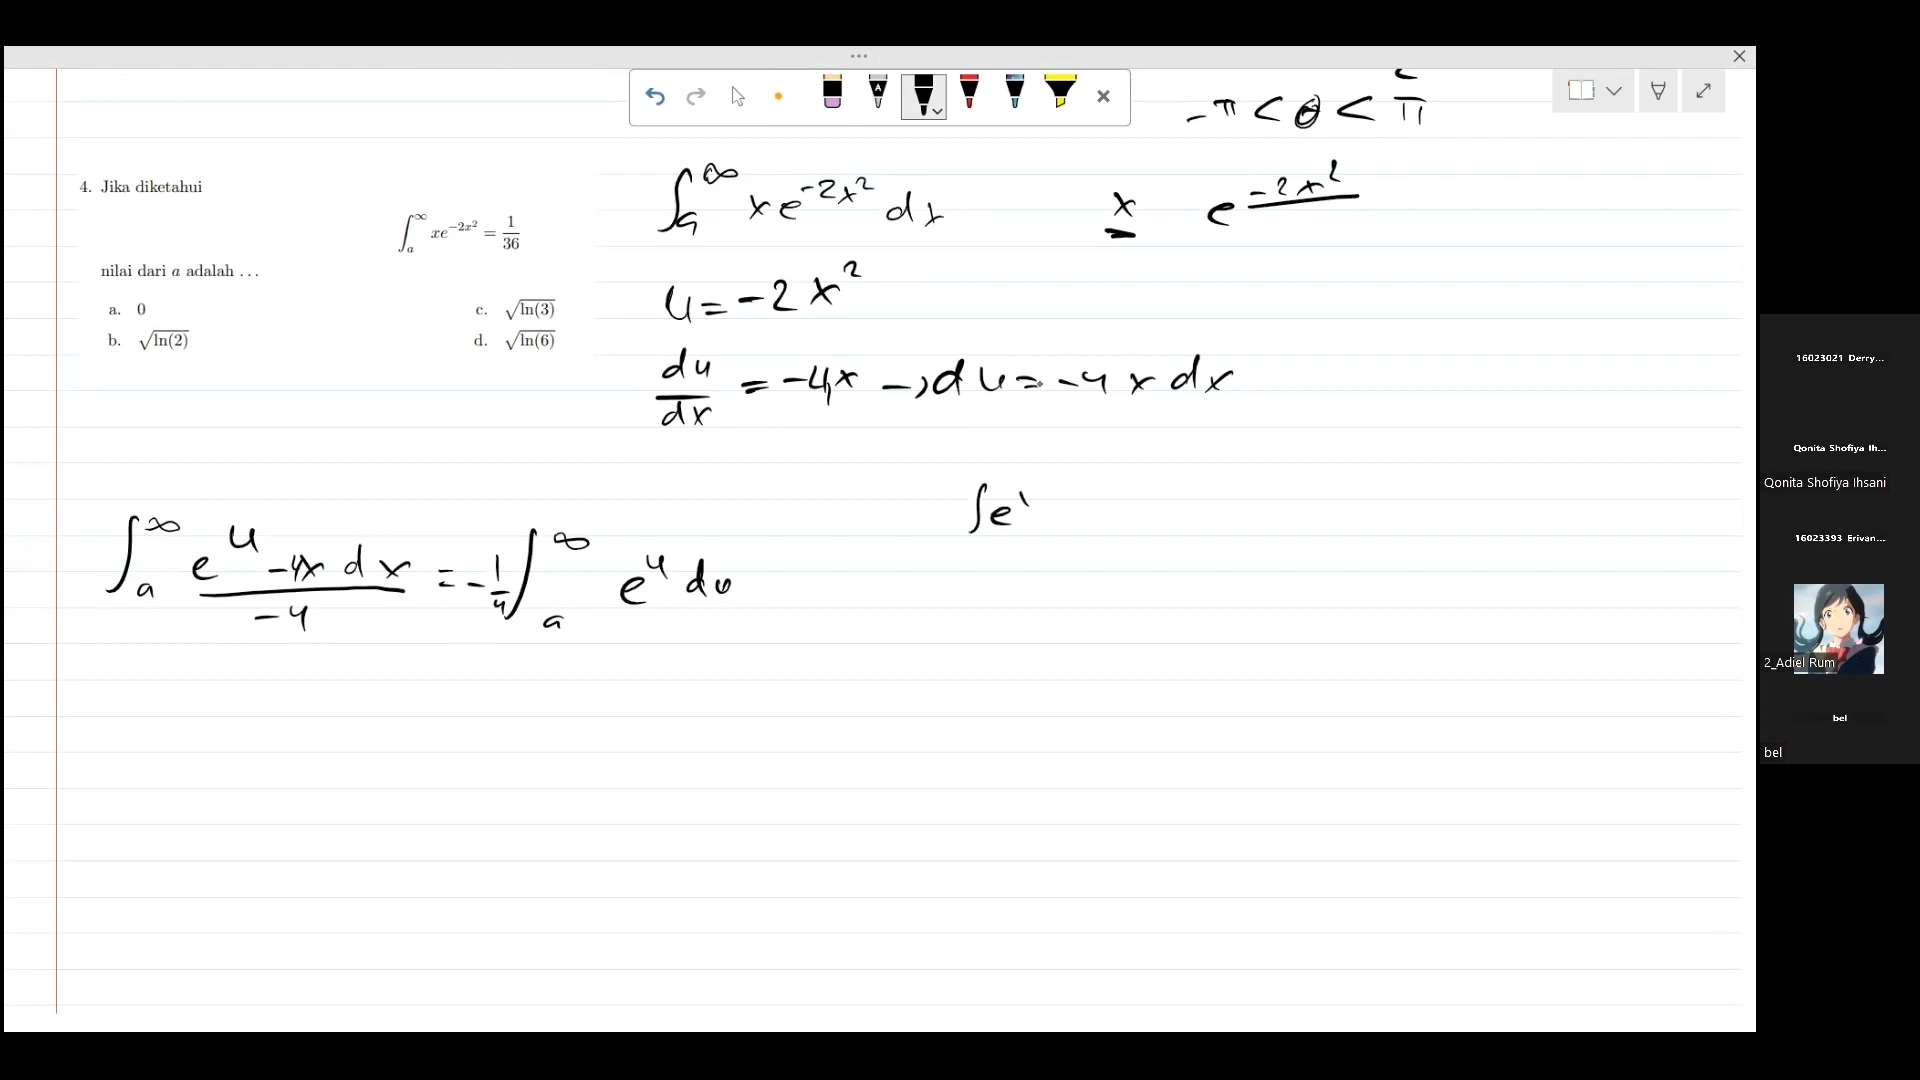 -π < θ < π
4. Jika diketahui
∫_a^∞ xe^{-2x²} = 1/36
nilai dari a adalah ...
a. 0
b. √ln(2)
c. √ln(3)
d. √ln(6)
∫_a^∞ x e^{-2x²} dx
x e^{-2x²}
u = -2x²
du/dx = -4x → du = -4x dx
∫_a^∞ e^u -4x dx / -4 = -1/4 ∫_a^∞ e^u du
∫e
16023021 Derry...
Qonita Shofiya Ih...
Qonita Shofiya Ihsani
16023393 Erivan...
2_Adiel Rum
bel
bel